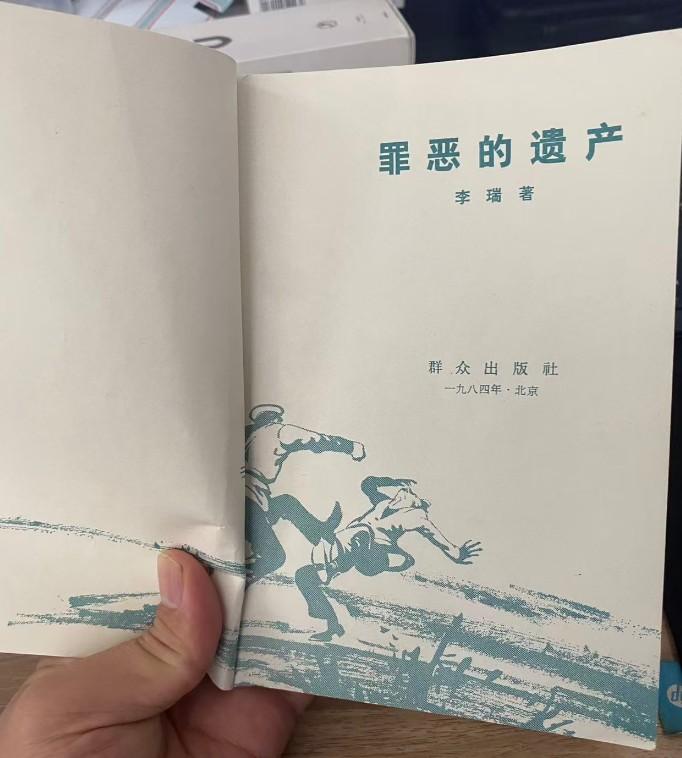 罪恶的遗产
李瑞著
群众出版社
一九八四年·北京